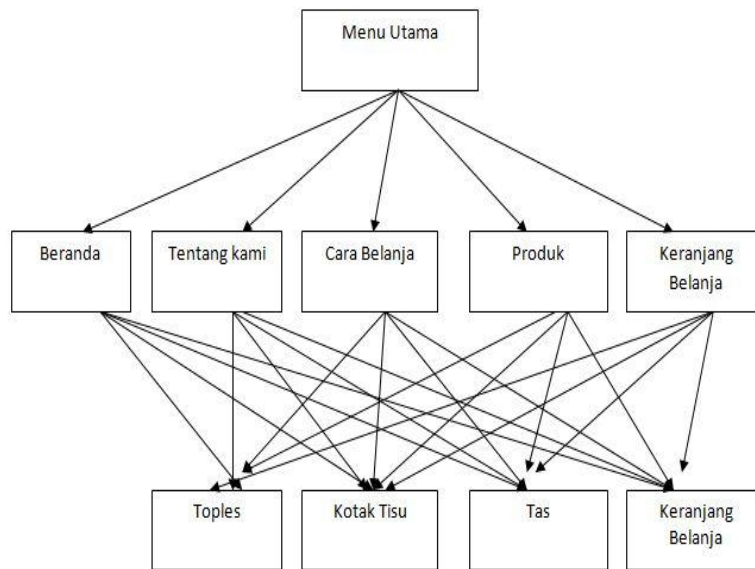 Menu Utama
Beranda
Tentang kami
Cara Belanja
Produk
Keranjang
Belanja
Toples
Kotak Tisu
Tas
Keranjang
Belanja